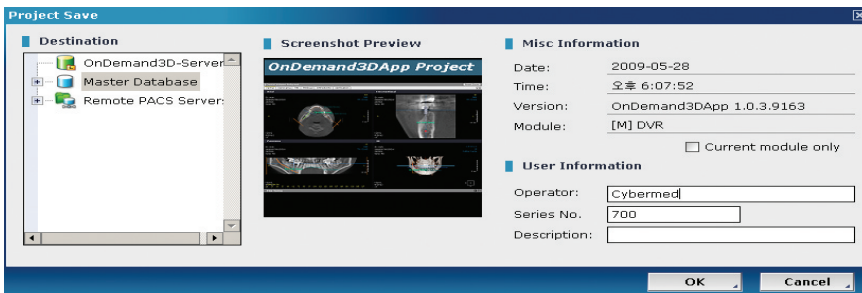 Project Save
Destination
OnDemand3D-Server
Master Database
Remote PACS Server:
Screenshot Preview
OnDemand3DApp Project
Misc Information
Date: 2009-05-28
Time: 오후 6:07:52
Version: OnDemand3DApp 1.0.3.9163
Module: [M] DVR
Current module only
User Information
Operator: Cybermed
Series No. 700
Description:
OK Cancel